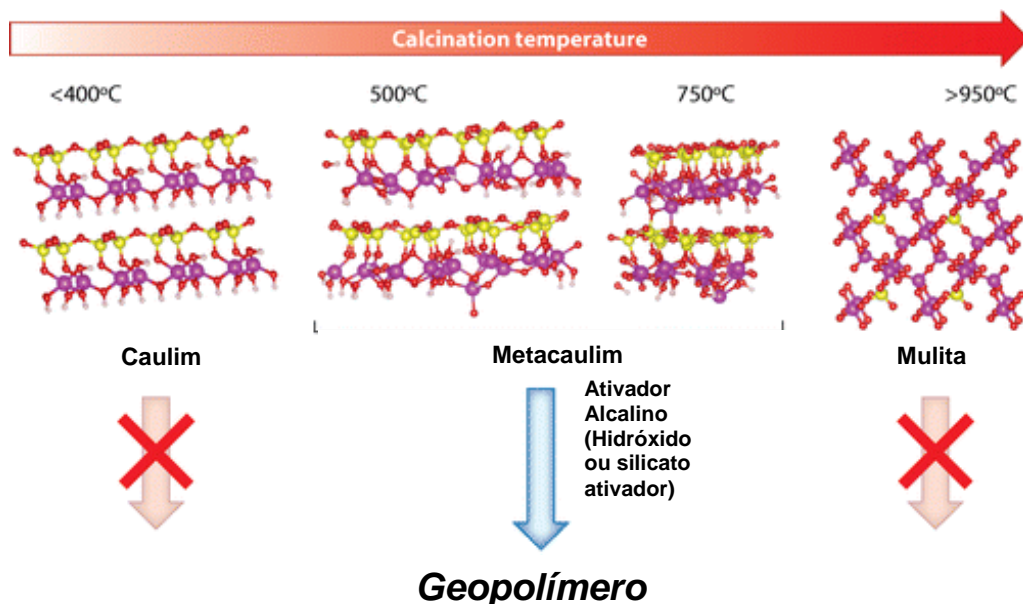 Calcination temperature
<400ºC
500ºC
750ºC
>950ºC
Caulim
Metacaulim
Mulita
Ativador
Alcalino
(Hidróxido
ou silicato
ativador)
Geopolímero